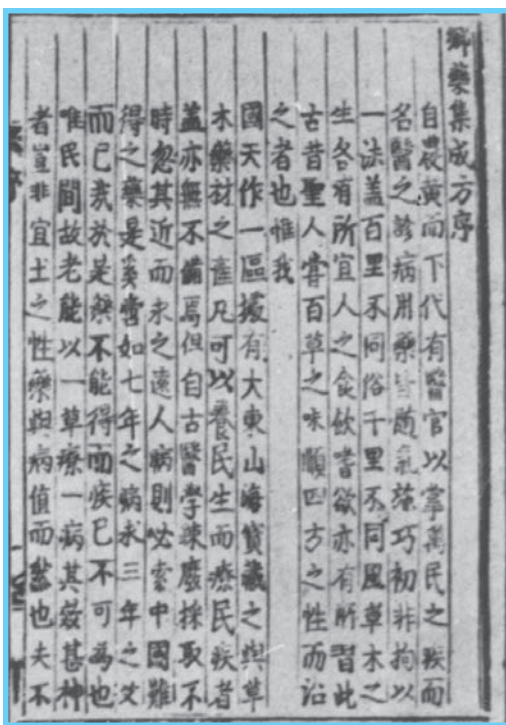 鄕藥集成方序
自農黃而下代有醫官以掌萬民之疾而
名醫之診病用藥皆隨氣施巧初非拘以
一法盖百里不同俗千里不同風草木之
生各有所宜人之食飮嗜欲亦有所習此
古昔聖人嘗百草之味順四方之性而治
之者也惟我
國天作一區據有大東山海寶藏之興草
木藥材之產凡可以養民生而療民疾者
盖亦無不備焉但自古醫學疎廢採取不
時忽其近而求之遠人病則必索中國難
得之藥是奚啻如七年之病求三年之艾
而已哉於是藥不能得而疾已不可爲也
唯民間故老能以一草療一病其效甚神
者豈非宜土之性藥與病值而然也夫不